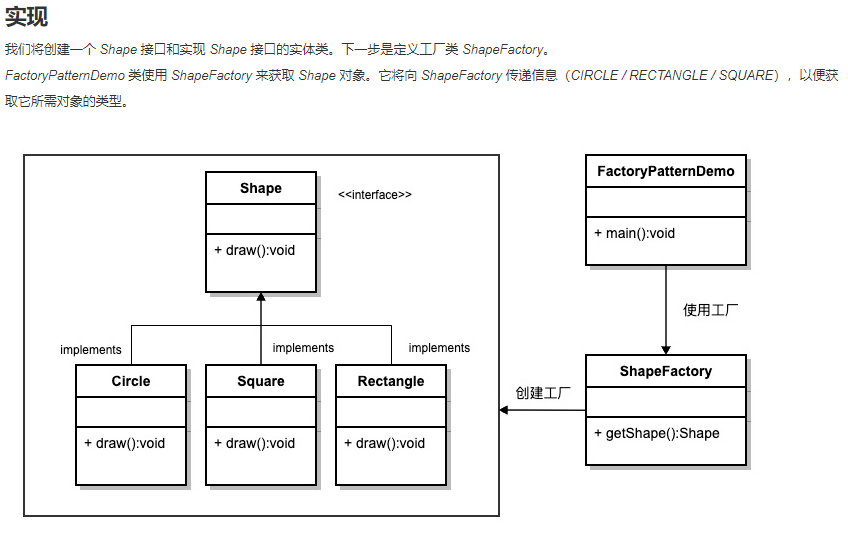 实现
我们将创建一个 Shape 接口和实现 Shape 接口的实体类。下一步是定义工厂类 ShapeFactory。
FactoryPatternDemo 类使用 ShapeFactory 来获取 Shape 对象。它将向 ShapeFactory 传递信息（CIRCLE / RECTANGLE / SQUARE），以便获
取它所需对象的类型。
Shape
<<interface>>
+ draw():void
FactoryPatternDemo
+ main():void
使用工厂
implements
implements
implements
Circle
+ draw():void
Square
+ draw():void
Rectangle
+ draw():void
创建工厂
ShapeFactory
+ getShape():Shape